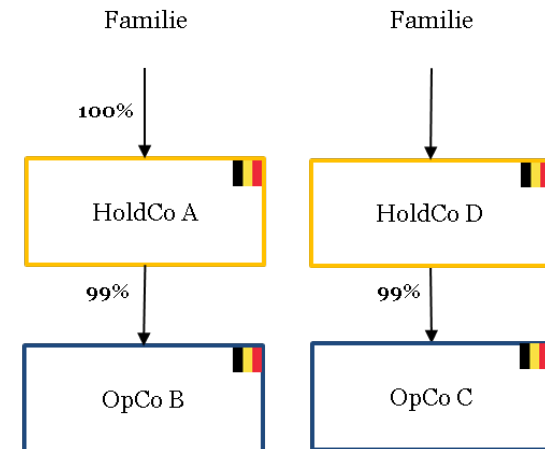 Familie Familie
100%
HoldCo A HoldCo D
99% 99%
OpCo B OpCo C